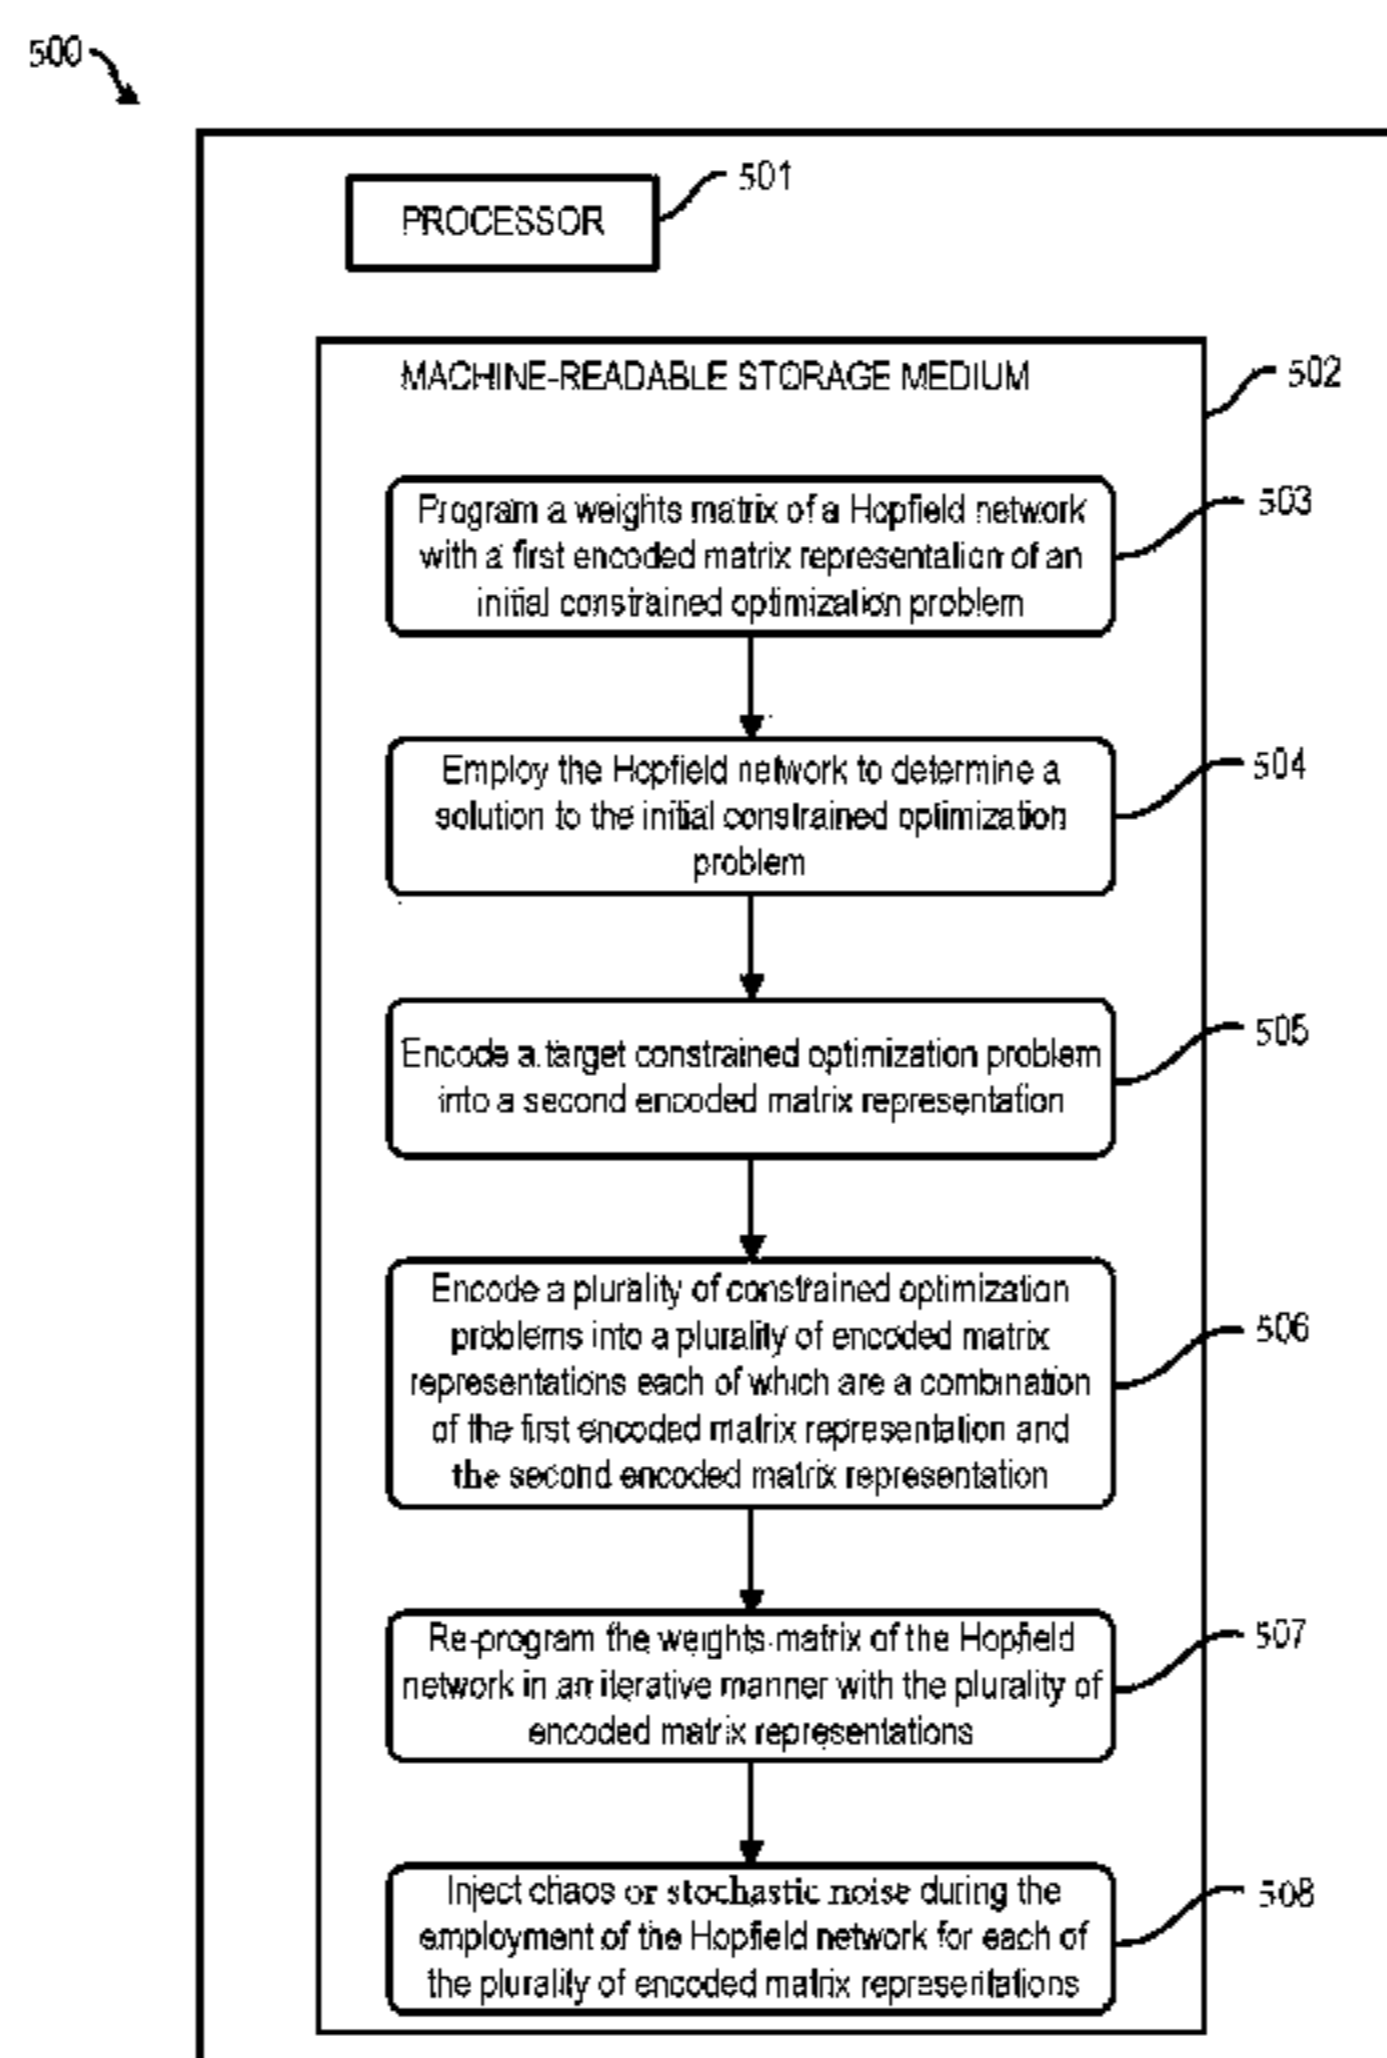 500
501
PROCESSOR
MACHINE-READABLE STORAGE MEDIUM
502
Program a weights matrix of a Hopfield network
with a first encoded matrix representation of an
initial constrained optimization problem
503
Employ the Hopfield network to determine a
solution to the initial constrained optimization
problem
504
Encode a target constrained optimization problem
into a second encoded matrix representation
505
Encode a plurality of constrained optimization
problems into a plurality of encoded matrix
representations each of which are a combination
of the first encoded matrix representation and
the second encoded matrix representation
506
Re-program the weights matrix of the Hopfield
network in an iterative manner with the plurality of
encoded matrix representations
507
Inject chaos or stochastic noise during the
employment of the Hopfield network for each of
the plurality of encoded matrix representations
508